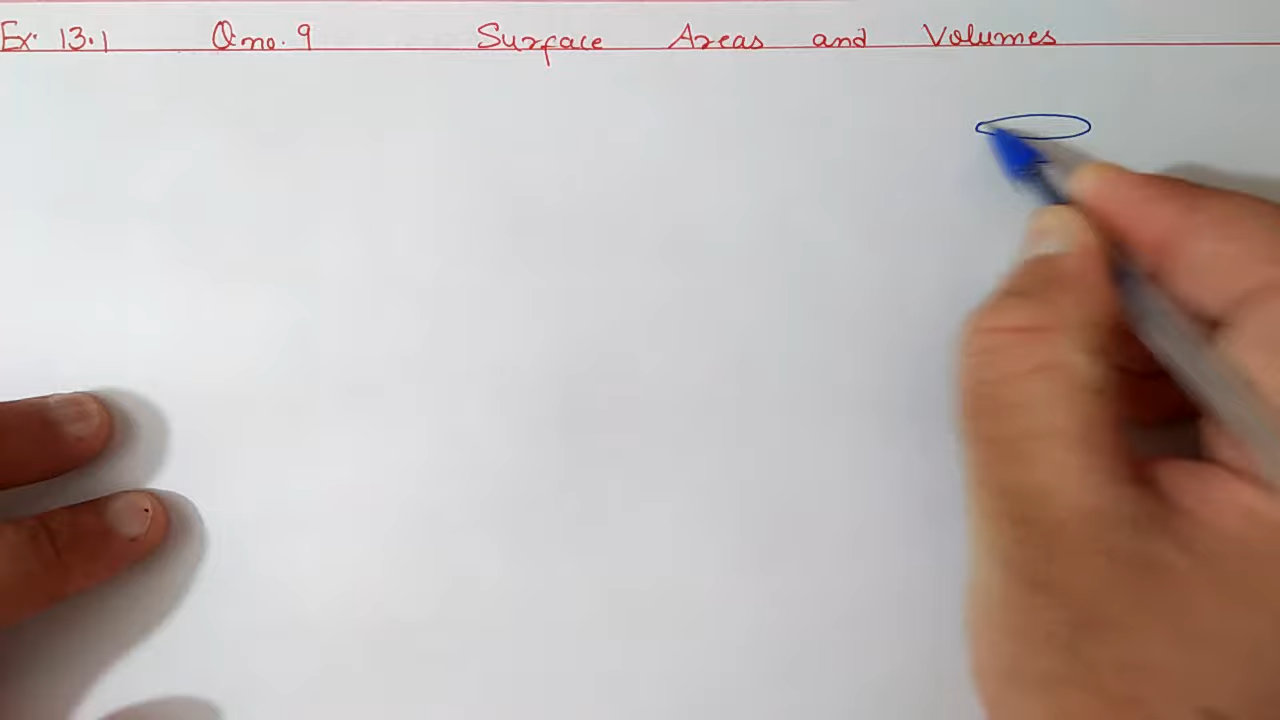 Ex. 13.1 Q no. 9 Surface Areas and Volumes